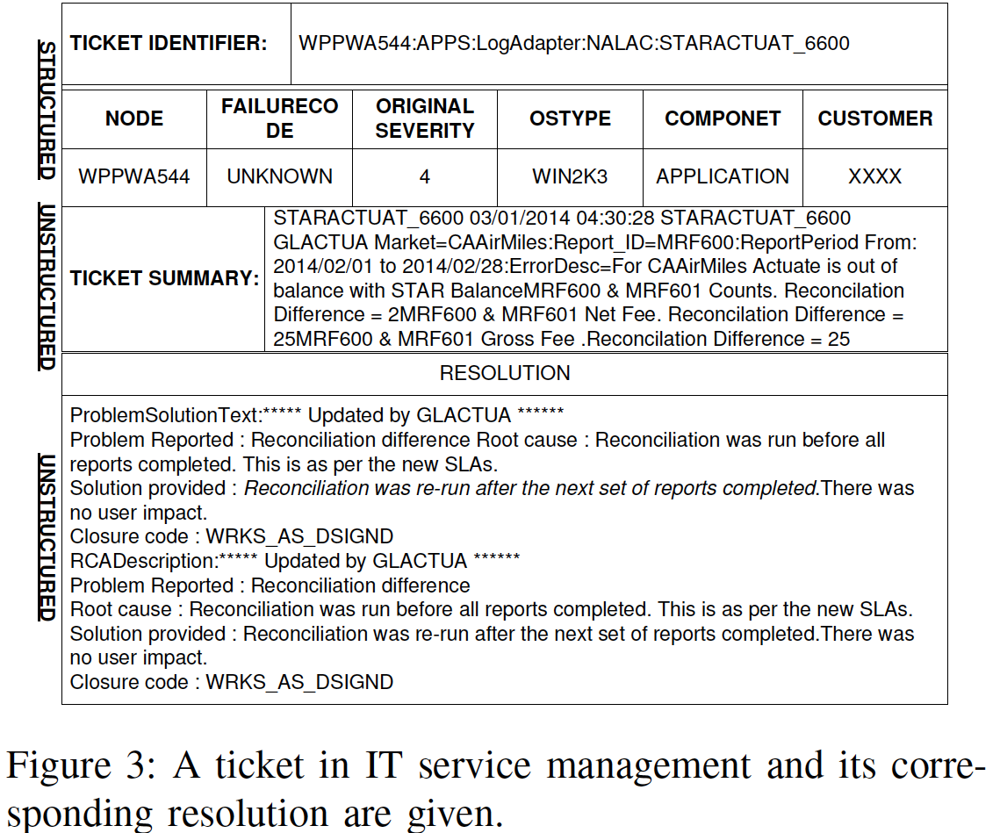 STRUCTURED
TICKET IDENTIFIER: WPPWA544:APPS:LogAdapter:NALAC:STARACTUAT_6600
NODE FAILURECO ORIGINAL OSTYPE COMPONET CUSTOMER
DE SEVERITY
WPPWA544 UNKNOWN 4 WIN2K3 APPLICATION XXXX
UNSTRUCTURED
TICKET SUMMARY:
STARACTUAT_6600 03/01/2014 04:30:28 STARACTUAT_6600
GLACTUA Market=CAAirMiles:Report_ID=MRF600:ReportPeriod From:
2014/02/01 to 2014/02/28:ErrorDesc=For CAAirMiles Actuate is out of
balance with STAR BalanceMRF600 & MRF601 Counts. Reconcilation
Difference = 2MRF600 & MRF601 Net Fee. Reconcilation Difference =
25MRF600 & MRF601 Gross Fee .Reconcilation Difference = 25
RESOLUTION
UNSTRUCTURED
ProblemSolutionText:***** Updated by GLACTUA ******
Problem Reported : Reconciliation difference Root cause : Reconciliation was run before all
reports completed. This is as per the new SLAs.
Solution provided : Reconciliation was re-run after the next set of reports completed.There was
no user impact.
Closure code : WRKS_AS_DSIGND
RCADescription:***** Updated by GLACTUA ******
Problem Reported : Reconciliation difference
Root cause : Reconciliation was run before all reports completed. This is as per the new SLAs.
Solution provided : Reconciliation was re-run after the next set of reports completed.There was
no user impact.
Closure code : WRKS_AS_DSIGND
Figure 3: A ticket in IT service management and its corre-
sponding resolution are given.